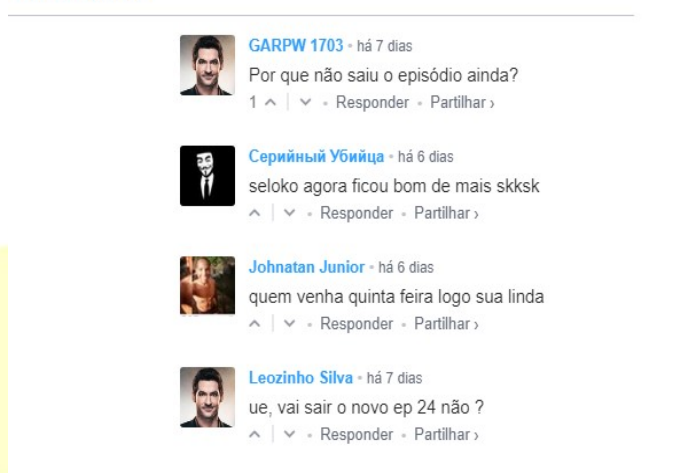 GARPW 1703 • há 7 dias
Por que não saiu o episódio ainda?
1 • Responder • Partilhar ›
Серийный Убийца • há 6 dias
seloko agora ficou bom de mais skksk
• Responder • Partilhar ›
Johnatan Junior • há 6 dias
quem venha quinta feira logo sua linda
• Responder • Partilhar ›
Leozinho Silva • há 7 dias
ue, vai sair o novo ep 24 não ?
• Responder • Partilhar ›